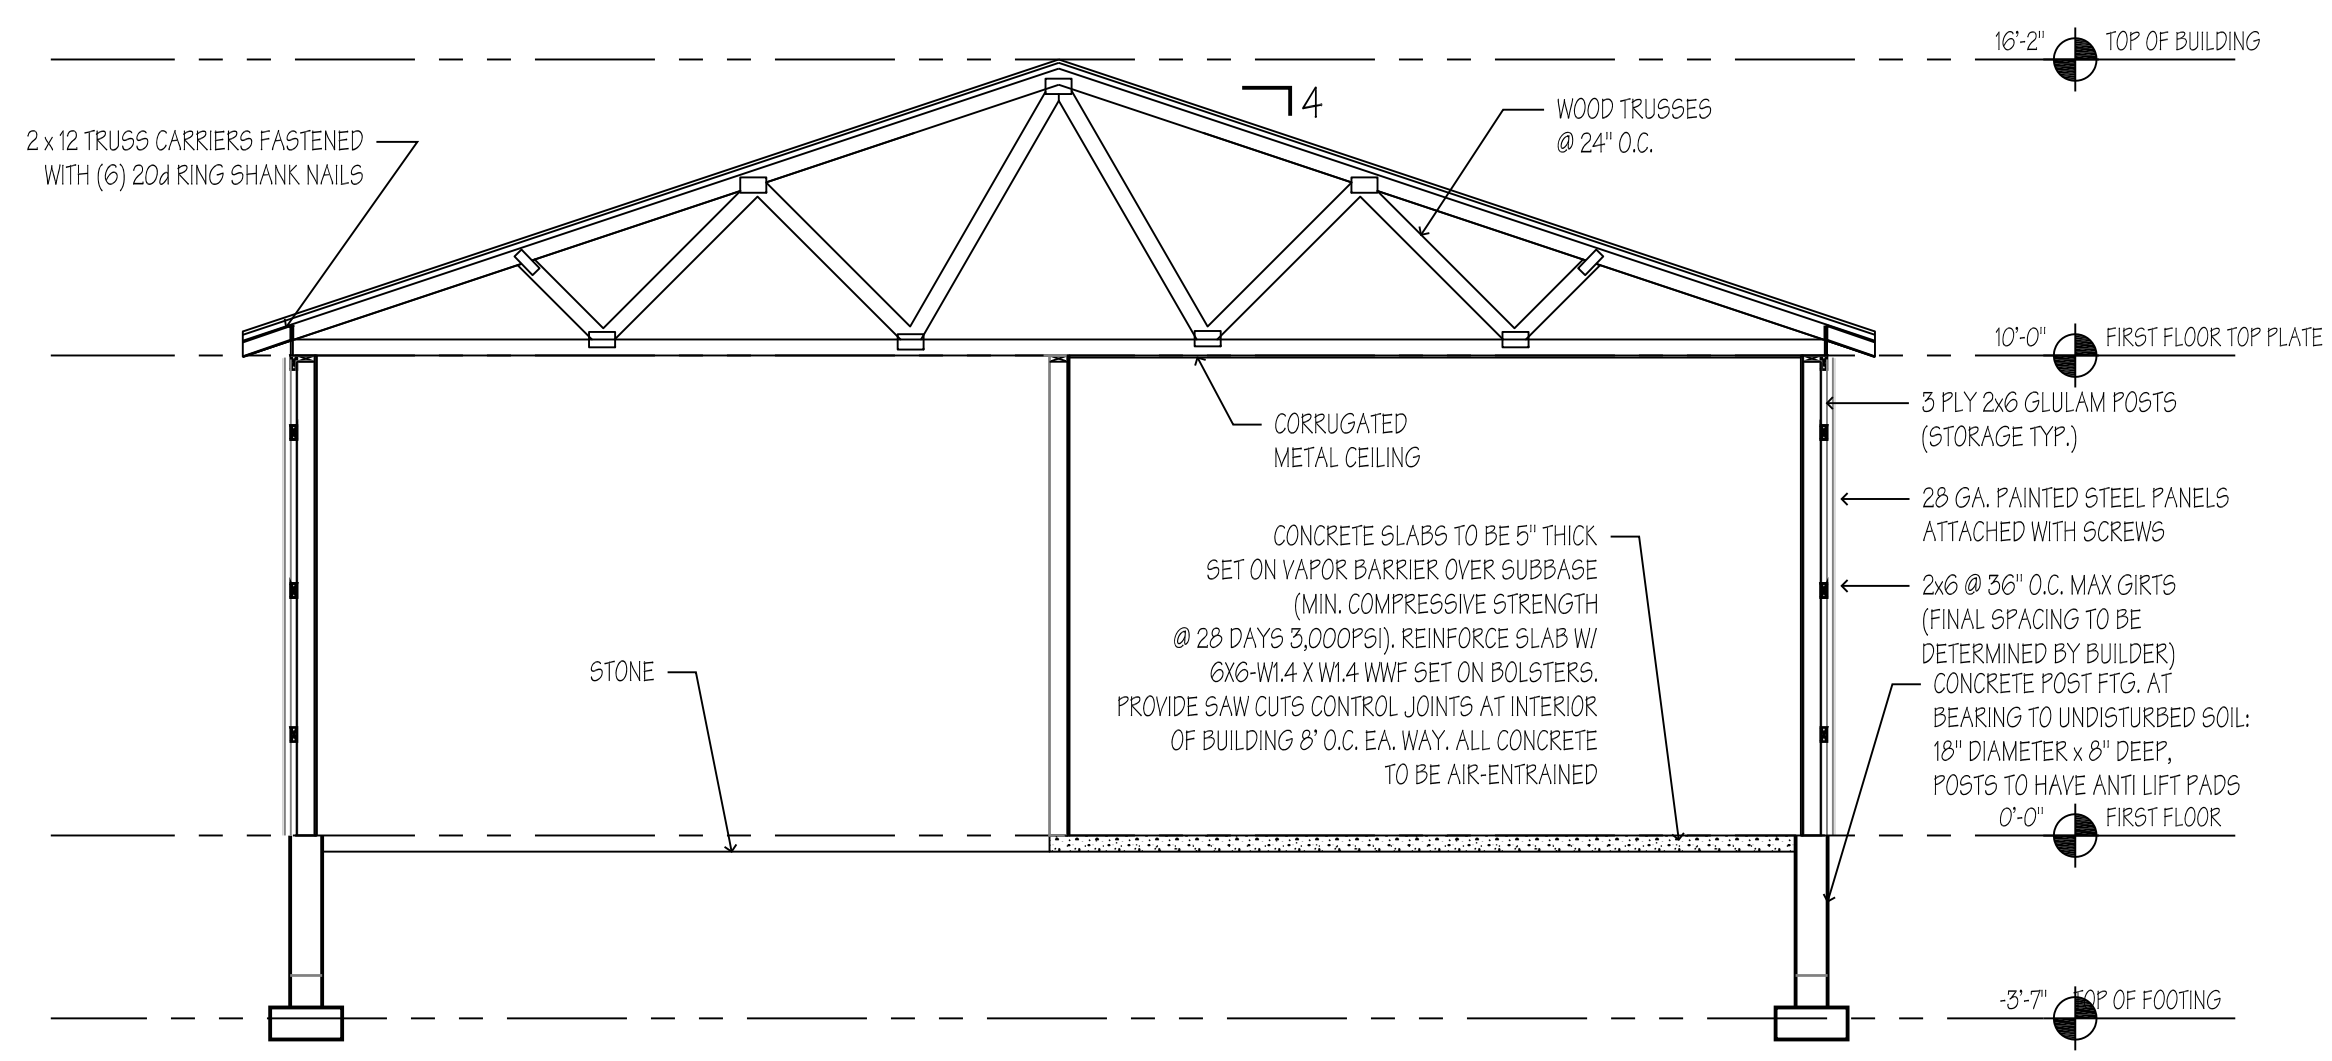 16'-2" TOP OF BUILDING
4
WOOD TRUSSES
@ 24" O.C.
2 x 12 TRUSS CARRIERS FASTENED
WITH (6) 20d RING SHANK NAILS
10'-0" FIRST FLOOR TOP PLATE
3 PLY 2x6 GLULAM POSTS
(STORAGE TYP.)
CORRUGATED
METAL CEILING
28 GA. PAINTED STEEL PANELS
ATTACHED WITH SCREWS
CONCRETE SLABS TO BE 5" THICK
SET ON VAPOR BARRIER OVER SUBBASE
(MIN. COMPRESSIVE STRENGTH
@ 28 DAYS 3,000PSI). REINFORCE SLAB W/
6X6-W1.4 X W1.4 WWF SET ON BOLSTERS.
PROVIDE SAW CUTS CONTROL JOINTS AT INTERIOR
OF BUILDING 8' O.C. EA. WAY. ALL CONCRETE
TO BE AIR-ENTRAINED
2x6 @ 36" O.C. MAX GIRTS
(FINAL SPACING TO BE
DETERMINED BY BUILDER)
STONE
CONCRETE POST FTG. AT
BEARING TO UNDISTURBED SOIL:
18" DIAMETER x 8" DEEP,
POSTS TO HAVE ANTI LIFT PADS
0'-0" FIRST FLOOR
-3'-7" TOP OF FOOTING